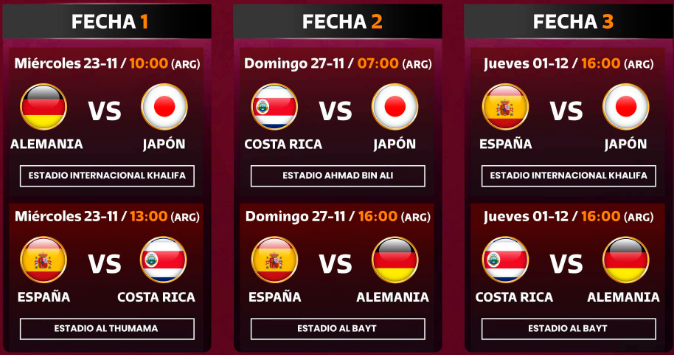 FECHA 1
Miércoles 23-11 / 10:00 (ARG)
VS
ALEMANIA JAPÓN
ESTADIO INTERNACIONAL KHALIFA
Miércoles 23-11 / 13:00 (ARG)
VS
ESPAÑA COSTA RICA
ESTADIO AL THUMAMA
FECHA 2
Domingo 27-11 / 07:00 (ARG)
VS
COSTA RICA JAPÓN
ESTADIO AHMAD BIN ALI
Domingo 27-11 / 16:00 (ARG)
VS
ESPAÑA ALEMANIA
ESTADIO AL BAYT
FECHA 3
Jueves 01-12 / 16:00 (ARG)
VS
ESPAÑA JAPÓN
ESTADIO INTERNACIONAL KHALIFA
Jueves 01-12 / 16:00 (ARG)
VS
COSTA RICA ALEMANIA
ESTADIO AL BAYT